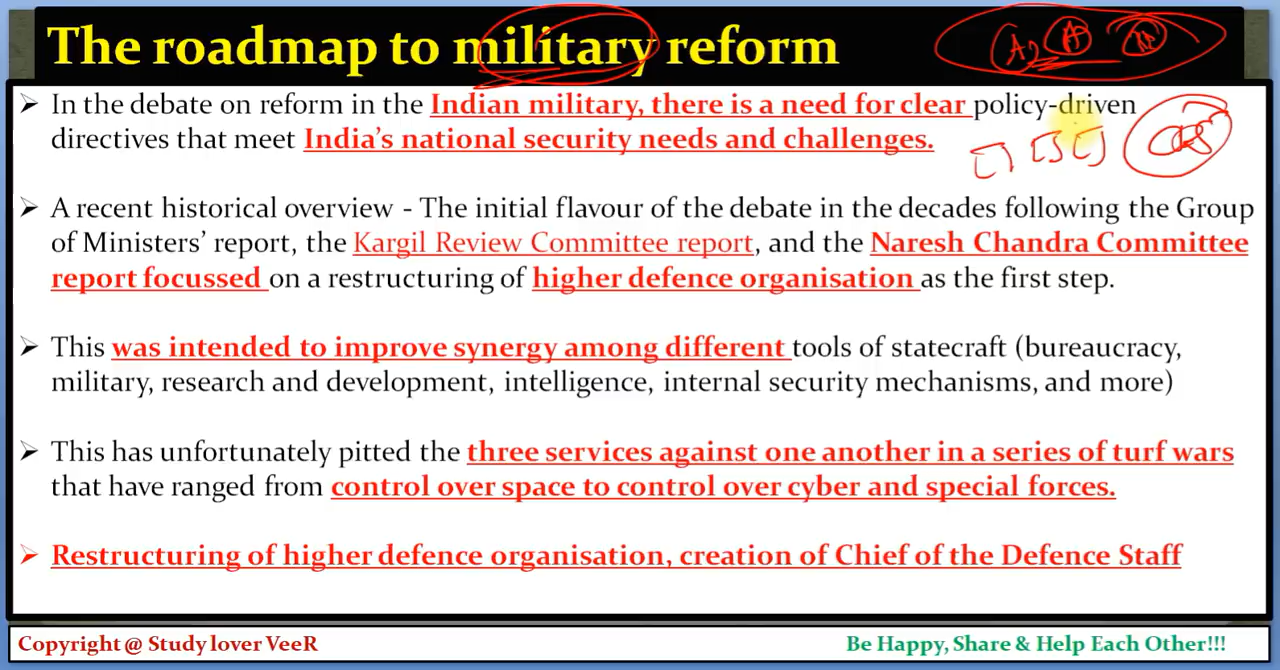 The roadmap to military reform
➢ In the debate on reform in the Indian military, there is a need for clear policy-driven
directives that meet India's national security needs and challenges.
➢ A recent historical overview - The initial flavour of the debate in the decades following the Group
of Ministers' report, the Kargil Review Committee report, and the Naresh Chandra Committee
report focussed on a restructuring of higher defence organisation as the first step.
➢ This was intended to improve synergy among different tools of statecraft (bureaucracy,
military, research and development, intelligence, internal security mechanisms, and more)
➢ This has unfortunately pitted the three services against one another in a series of turf wars
that have ranged from control over space to control over cyber and special forces.
➢ Restructuring of higher defence organisation, creation of Chief of the Defence Staff
Copyright @ Study lover VeeR
Be Happy, Share & Help Each Other!!!